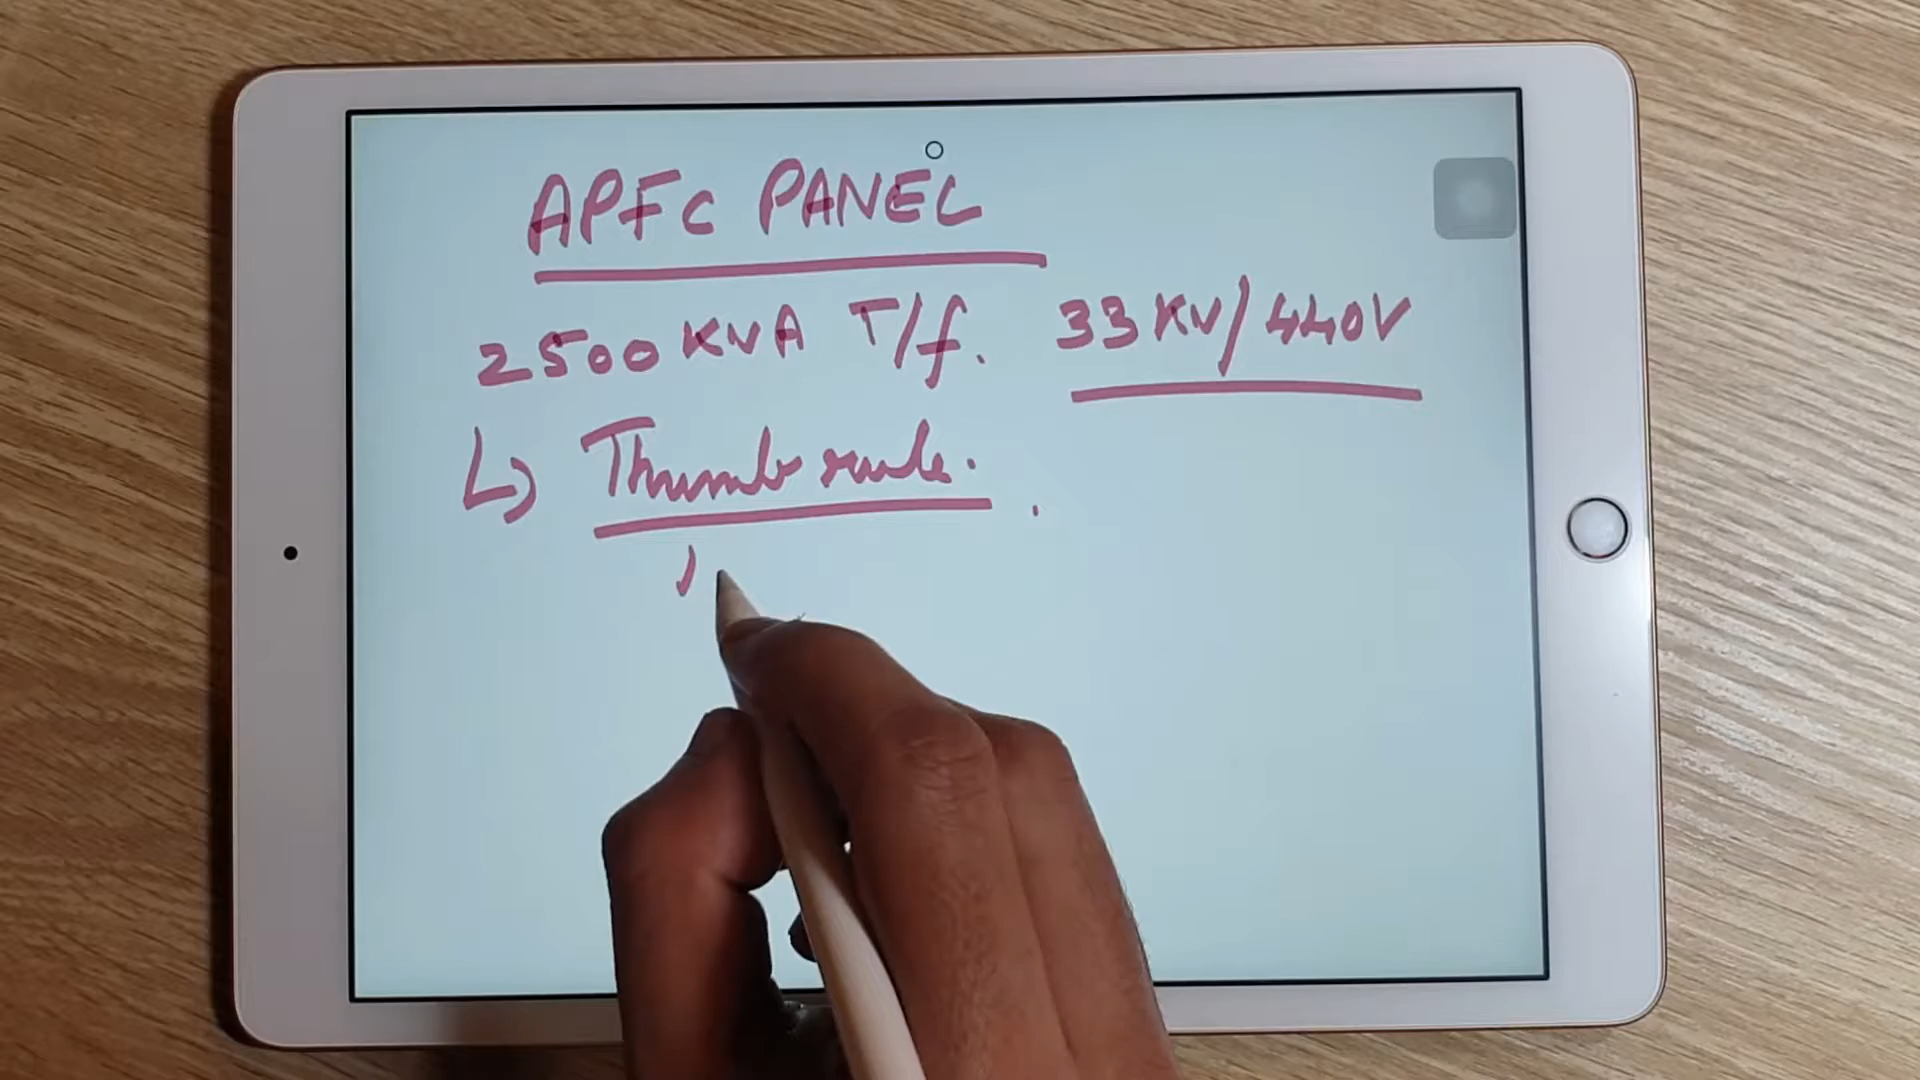 APFC PANEL
2500 KVA T/f. 33 KV/440V
↳ Thumb rule.